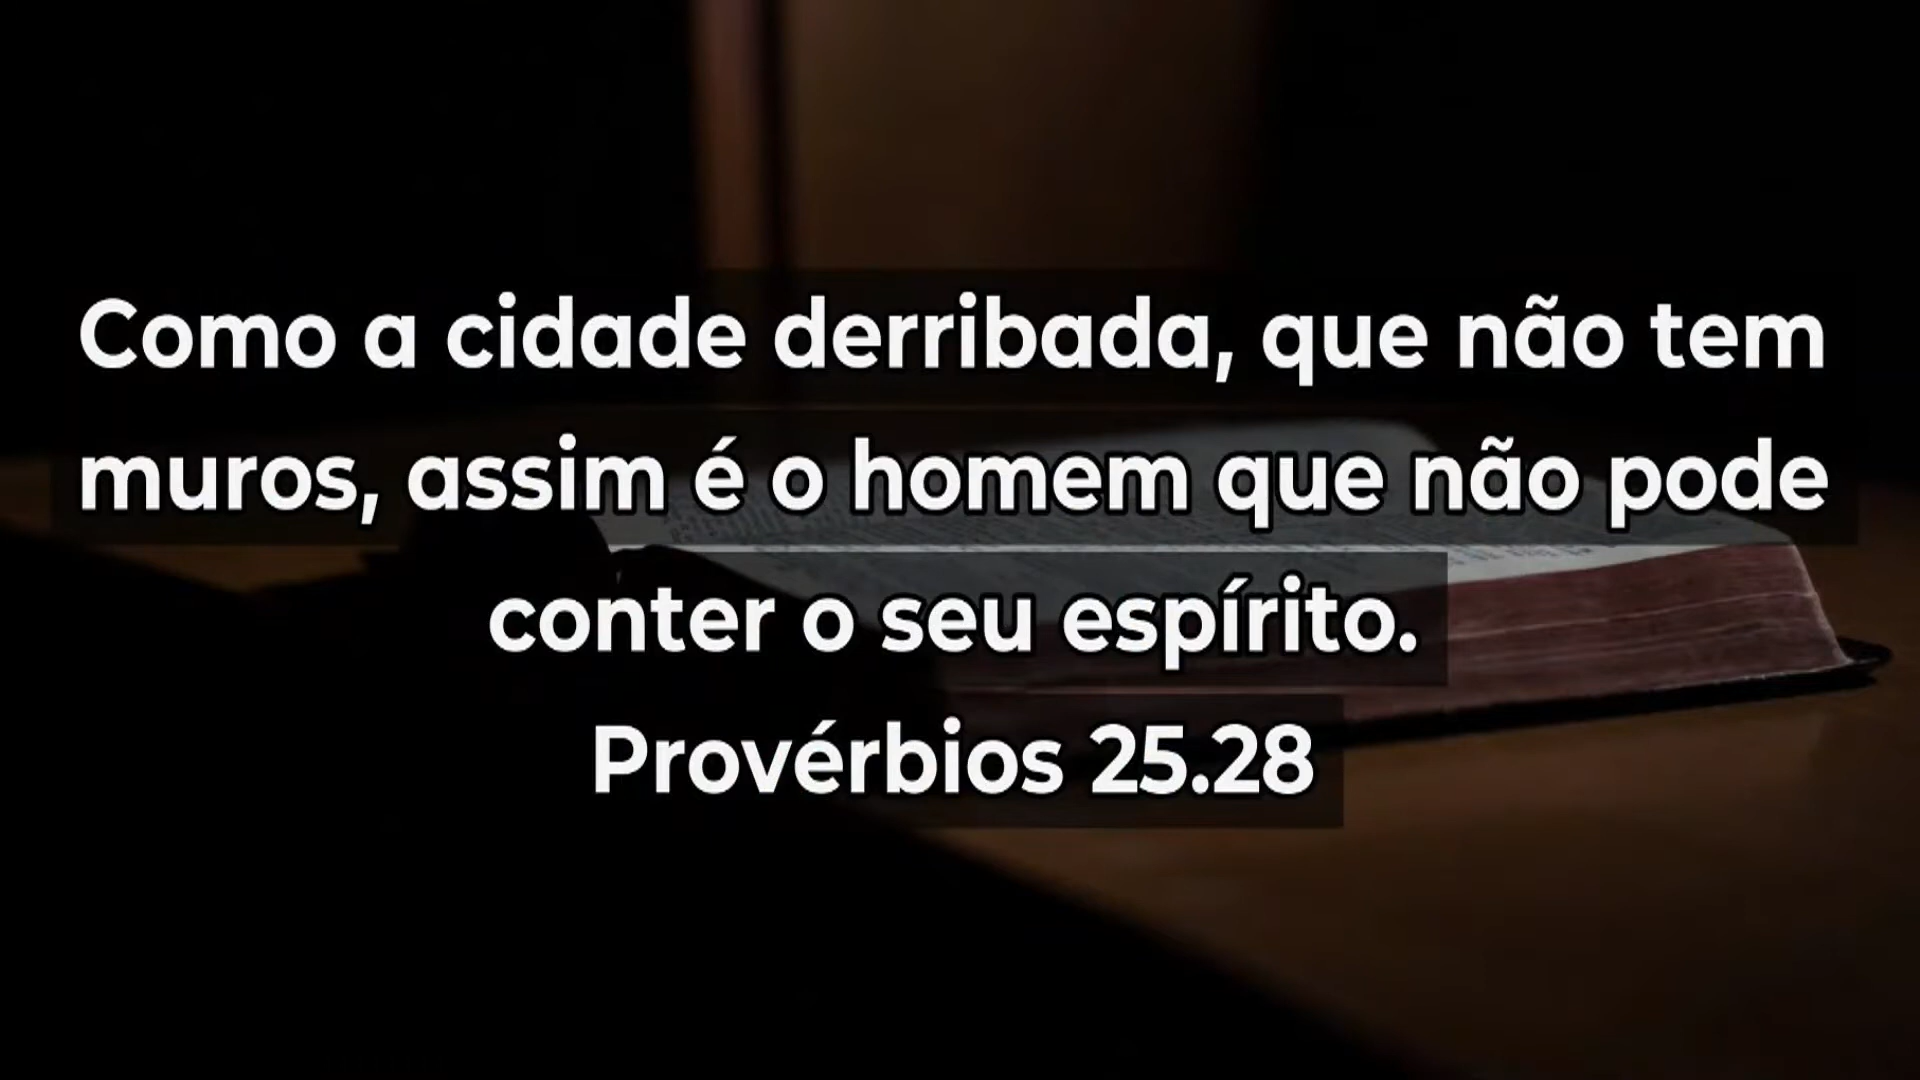 Como a cidade derribada, que não tem
muros, assim é o homem que não pode
conter o seu espírito.
Provérbios 25.28